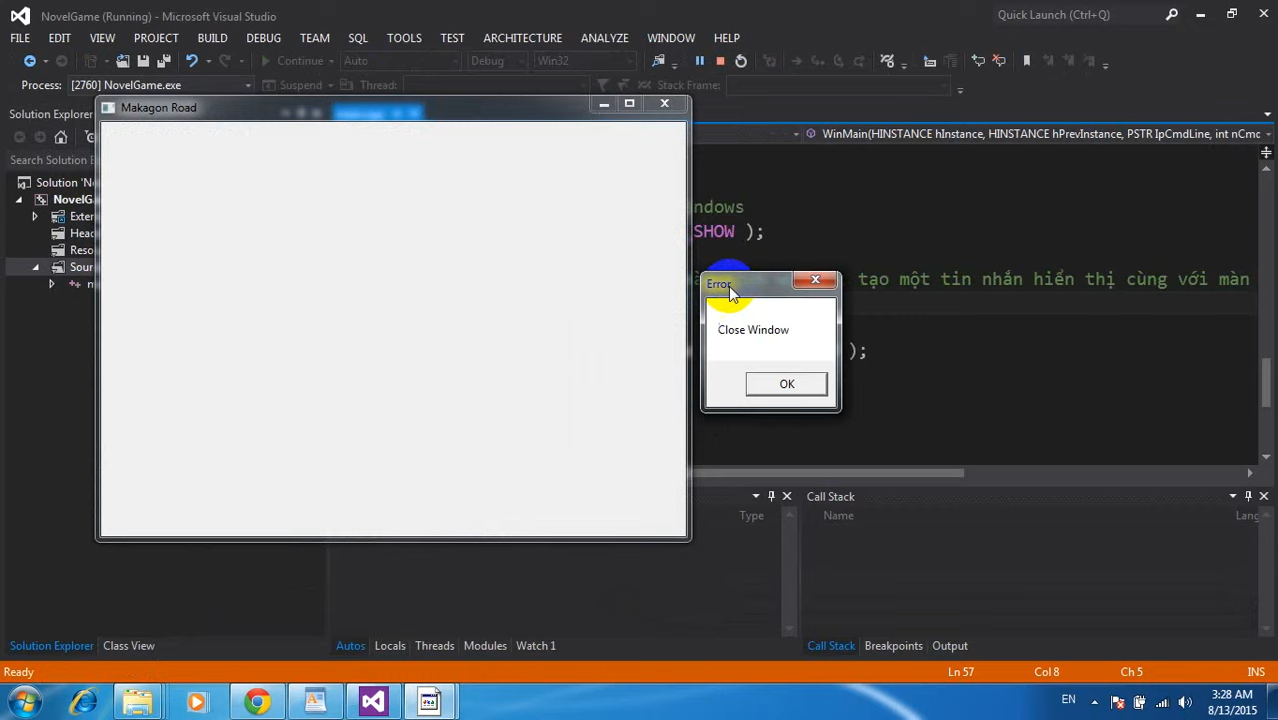 NovelGame (Running) - Microsoft Visual Studio
Quick Launch (Ctrl+Q)
FILE EDIT VIEW PROJECT BUILD DEBUG TEAM SQL TOOLS TEST ARCHITECTURE ANALYZE WINDOW HELP
Continue Auto Debug Win32
Process: [2760] NovelGame.exe Suspend Thread: Stack Frame:
Makagon Road
Solution Explorer
WinMain(HINSTANCE hInstance, HINSTANCE hPrevInstance, PSTR lpCmdLine, int nCmd
Search Solution E
Solution 'No
NovelGa
Extern
Head
Reso
Sour
m
ndows
SHOW );
tạo một tin nhắn hiển thị cùng với màn
);
Error
Close Window
OK
Type
Call Stack
Name Lang
Solution Explorer Class View Autos Locals Threads Modules Watch 1 Call Stack Breakpoints Output
Ready Ln 57 Col 8 Ch 5 INS
EN 3:28 AM
8/13/2015